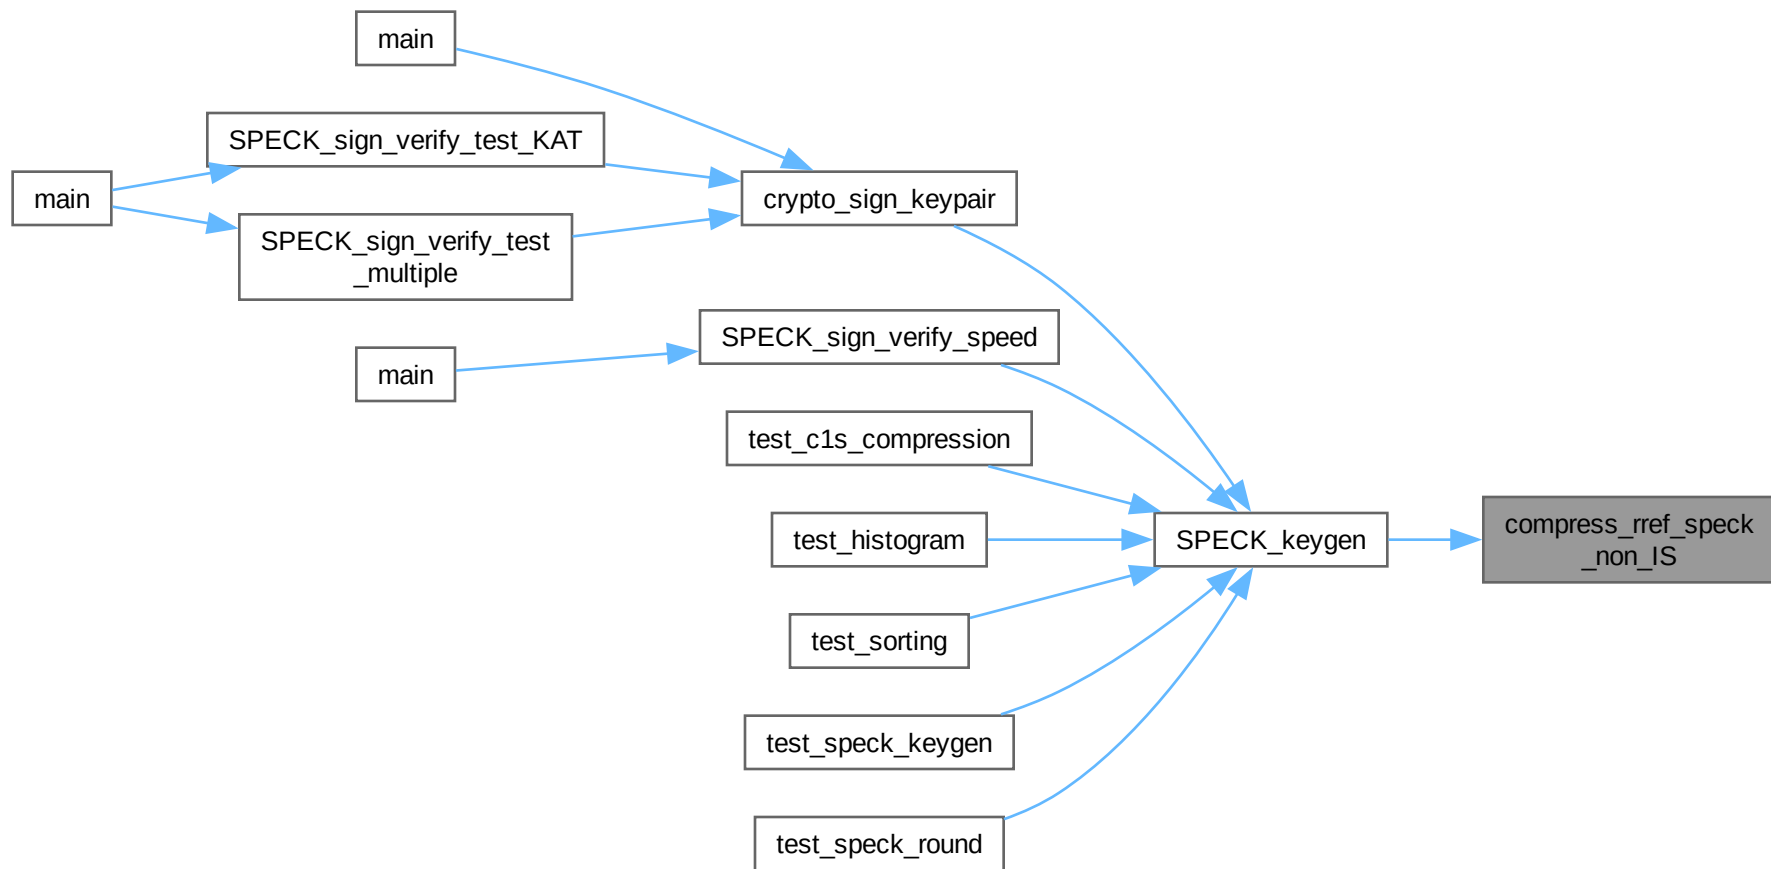 main
SPECK_sign_verify_test_KAT
main
crypto_sign_keypair
SPECK_sign_verify_test
_multiple
SPECK_sign_verify_speed
main
test_c1s_compression
compress_rref_speck
_non_IS
test_histogram
SPECK_keygen
test_sorting
test_speck_keygen
test_speck_round